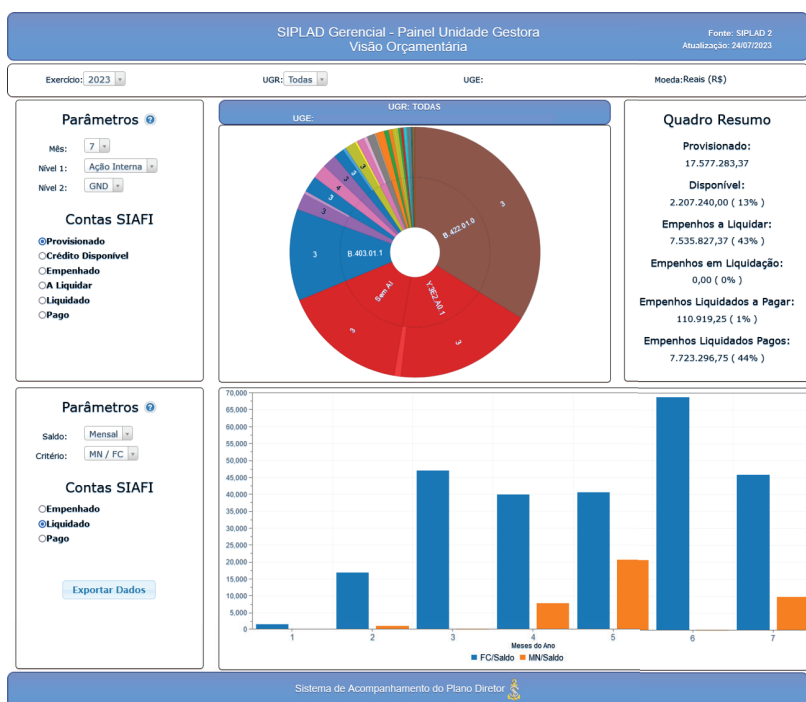 SIPLAD Gerencial - Painel Unidade Gestora
Visão Orçamentária
Fonte: SIPLAD 2
Atualização: 24/07/2023
Exercício: 2023
UGR: Todas
UGE:
Moeda:Reais (R$)
Parâmetros
Mês: 7
Nível 1: Ação Interna
Nível 2: GND
Contas SIAFI
Provisionado
Crédito Disponível
Empenhado
A Liquidar
Liquidado
Pago
UGR: TODAS
UGE:
B.422.01.0
3
Y.3E2.A0.1
3
Sem AI
3
B.403.01.1
3
3
3
4
3
3
3
Quadro Resumo
Provisionado:
17.577.283,37
Disponível:
2.207.240,00 ( 13% )
Empenhos a Liquidar:
7.535.827,37 ( 43% )
Empenhos em Liquidação:
0,00 ( 0% )
Empenhos Liquidados a Pagar:
110.919,25 ( 1% )
Empenhos Liquidados Pagos:
7.723.296,75 ( 44% )
Parâmetros
Saldo: Mensal
Critério: MN / FC
Contas SIAFI
Empenhado
Liquidado
Pago
Exportar Dados
70,000
65,000
60,000
55,000
50,000
45,000
40,000
35,000
30,000
25,000
20,000
15,000
10,000
5,000
0
1 2 3 4 5 6 7
Meses do Ano
FC/Saldo MN/Saldo
Sistema de Acompanhamento do Plano Diretor